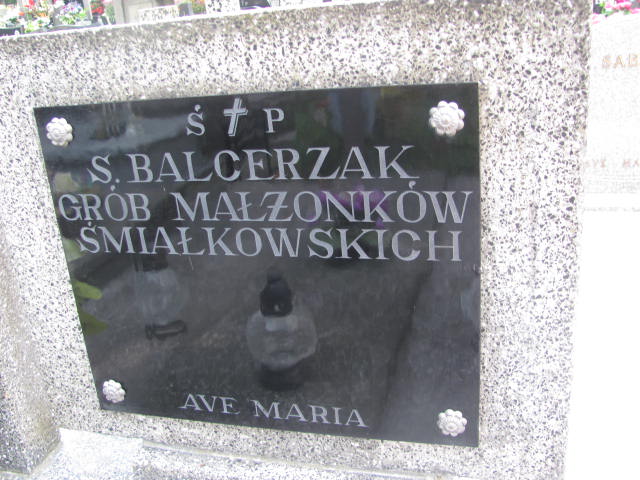 Ś † P
S. BALCERZAK
GRÓB MAŁŻONKÓW
ŚMIAŁKOWSKICH
AVE MARIA